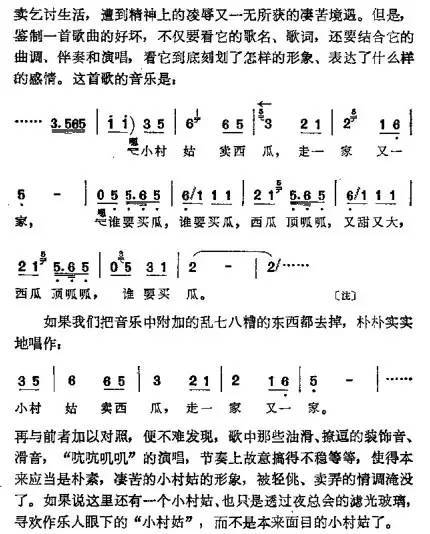 卖乞讨生活，遭到精神上的凌辱又一无所获的凄苦境遇。但是，
鉴制一首歌曲的好坏，不仅要看它的歌名、歌词，还要结合它的
曲调、伴奏和演唱，看它到底刻划了怎样的形象、表达了什么样
的感情。这首歌的音乐是：
…… 3.565 | i i) 3 5 | 6 6 5 | 3 2 1 | 2 1 6 |
小村 姑 卖西 瓜， 走一 家 又一
5 - | 0 5 5.6 5 | 6 1 1 1 | 2 1 5.6 5 | 6 1 1 1 |
家， 谁要买瓜，谁要买瓜，西瓜 顶呱呱，又甜又大，
2 1 5.6 5 | 0 5 3 1 | 2 - | 2 ……
西瓜 顶呱呱， 谁 要买 瓜。 〔注〕
如果我们把音乐中附加的乱七八糟的东西都去掉，朴朴实实
地唱作：
3 5 | 6 6 5 | 3 2 1 | 2 1 6 | 5 - | ……
小村 姑 卖西 瓜， 走一 家 又一 家。
再与前者加以对照，便不难发现，歌中那些油滑、撩逗的装饰音、
滑音，“吭吭叽叽”的演唱，节奏上故意搞得不稳等等，使得本
来应当是朴素，凄苦的小村姑的形象，被轻佻、卖弄的情调淹没
了。如果说这里还有一个小村姑、也只是透过夜总会的滤光玻璃，
寻欢作乐人眼下的“小村姑”，而不是本来面目的小村姑了。